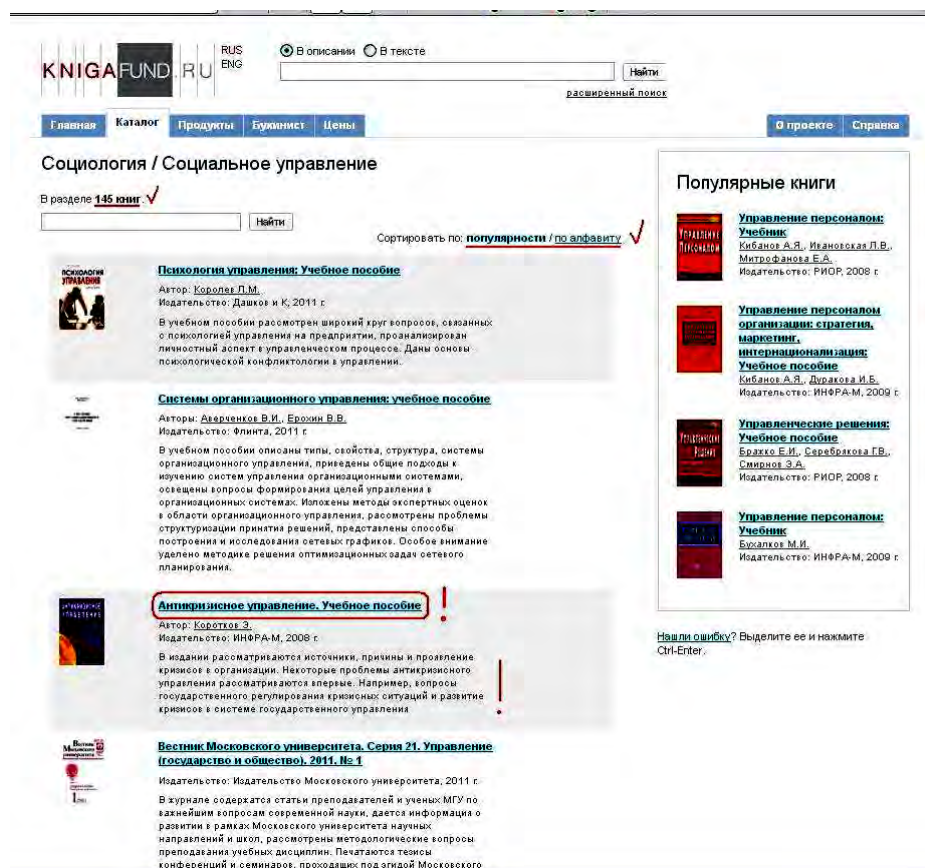 KNIGAFUND.RU
RUS
ENG
В описании В тексте
Найти
расширенный поиск
Главная Каталог Продукты Букинист Цены
О проекте Справка
Социология / Социальное управление
В разделе 145 книг.
Найти
Сортировать по: популярности / по алфавиту
ПСИХОЛОГИЯ
УПРАВЛЕНИЯ
Психология управления: Учебное пособие
Автор: Королев Л.М.
Издательство: Дашков и К, 2011 г.
В учебном пособии рассмотрен широкий круг вопросов, связанных
с психологией управления на предприятии, проанализирован
личностный аспект в управленческом процессе. Даны основы
психологической конфликтологии в управлении.
Системы организационного управления: учебное пособие
Авторы: Аверченков В.И., Ерохин В.В.
Издательство: Флинта, 2011 г.
В учебном пособии описаны типы, свойства, структура, системы
организационного управления, приведены общие подходы к
изучению систем управления организационными системами,
освещены вопросы формирования целей управления в
организационных системах. Изложены методы экспертных оценок
в области организационного управления, рассмотрены проблемы
структуризации принятия решений, представлены способы
построения и исследования сетевых графиков. Особое внимание
уделено методике решения оптимизационных задач сетевого
планирования.
АНТИКРИЗИСНОЕ
УПРАВЛЕНИЕ
Антикризисное управление. Учебное пособие
Автор: Коротков Э.
Издательство: ИНФРА-М, 2008 г.
В издании рассматриваются источники, причины и проявление
кризисов в организации. Некоторые проблемы антикризисного
управления рассматриваются впервые. Например, вопросы
государственного регулирования кризисных ситуаций и развитие
кризисов в системе государственного управления
Вестник
Московского
университета
Вестник Московского университета. Серия 21. Управление
(государство и общество). 2011. № 1
Издательство: Издательство Московского университета, 2011 г.
В журнале содержатся статьи преподавателей и ученых МГУ по
важнейшим вопросам современной науки, дается информация о
развитии в рамках Московского университета научных
направлений и школ, рассмотрены методологические вопросы
преподавания учебных дисциплин. Печатаются тезисы
конференций и семинаров, проходящих под эгидой Московского
Популярные книги
УПРАВЛЕНИЕ
ПЕРСОНАЛОМ
Управление персоналом:
Учебник
Кибанов А.Я., Ивановская Л.В.,
Митрофанова Е.А.
Издательство: РИОР, 2008 г.
Управление персоналом
организации: стратегия,
маркетинг,
интернационализация:
Учебное пособие
Кибанов А.Я., Дуракова И.Б.
Издательство: ИНФРА-М, 2009 г.
УПРАВЛЕНЧЕСКИЕ
РЕШЕНИЯ
Управленческие решения:
Учебное пособие
Бражко Е.И., Серебрякова Г.В.,
Смирнов Э.А.
Издательство: РИОР, 2008 г.
Управление персоналом:
Учебник
Бухалков М.И.
Издательство: ИНФРА-М, 2009 г.
Нашли ошибку? Выделите ее и нажмите
Ctrl-Enter.